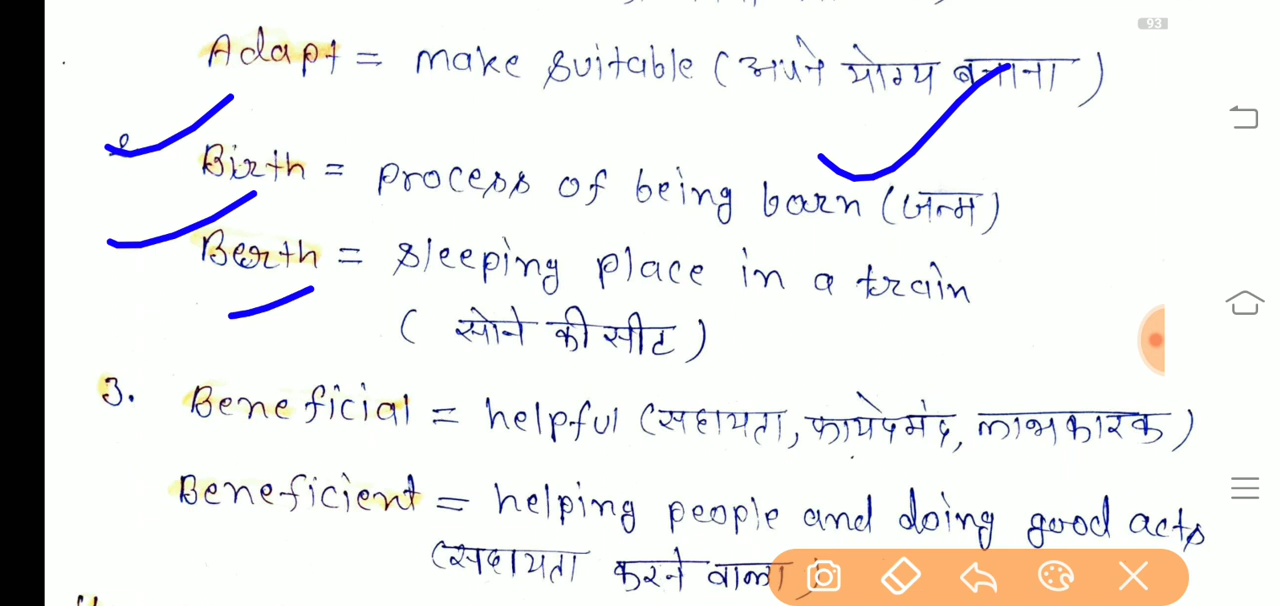 93
Adapt = make suitable (अपने योग्य बनाना)
Birth = process of being born (जन्म)
Berth = sleeping place in a train
(सोने की सीट)
3. Beneficial = helpful (सहायता, फायदेमंद, लाभकारक)
Beneficient = helping people and doing good acts
(सहायता करने वाला)